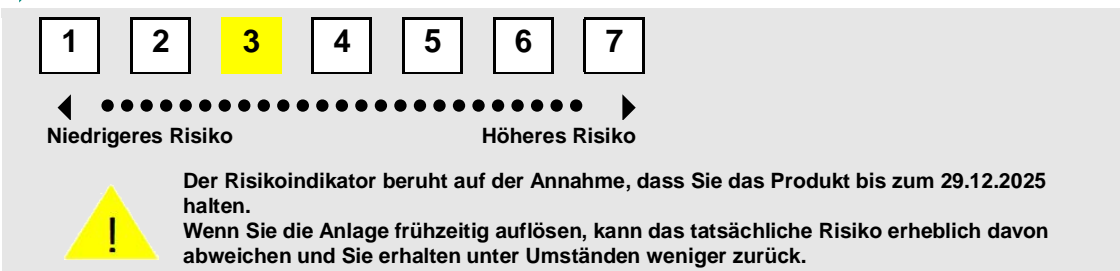 1 2 3 4 5 6 7
Niedrigeres Risiko Höheres Risiko
Der Risikoindikator beruht auf der Annahme, dass Sie das Produkt bis zum 29.12.2025
halten.
Wenn Sie die Anlage frühzeitig auflösen, kann das tatsächliche Risiko erheblich davon
abweichen und Sie erhalten unter Umständen weniger zurück.
!